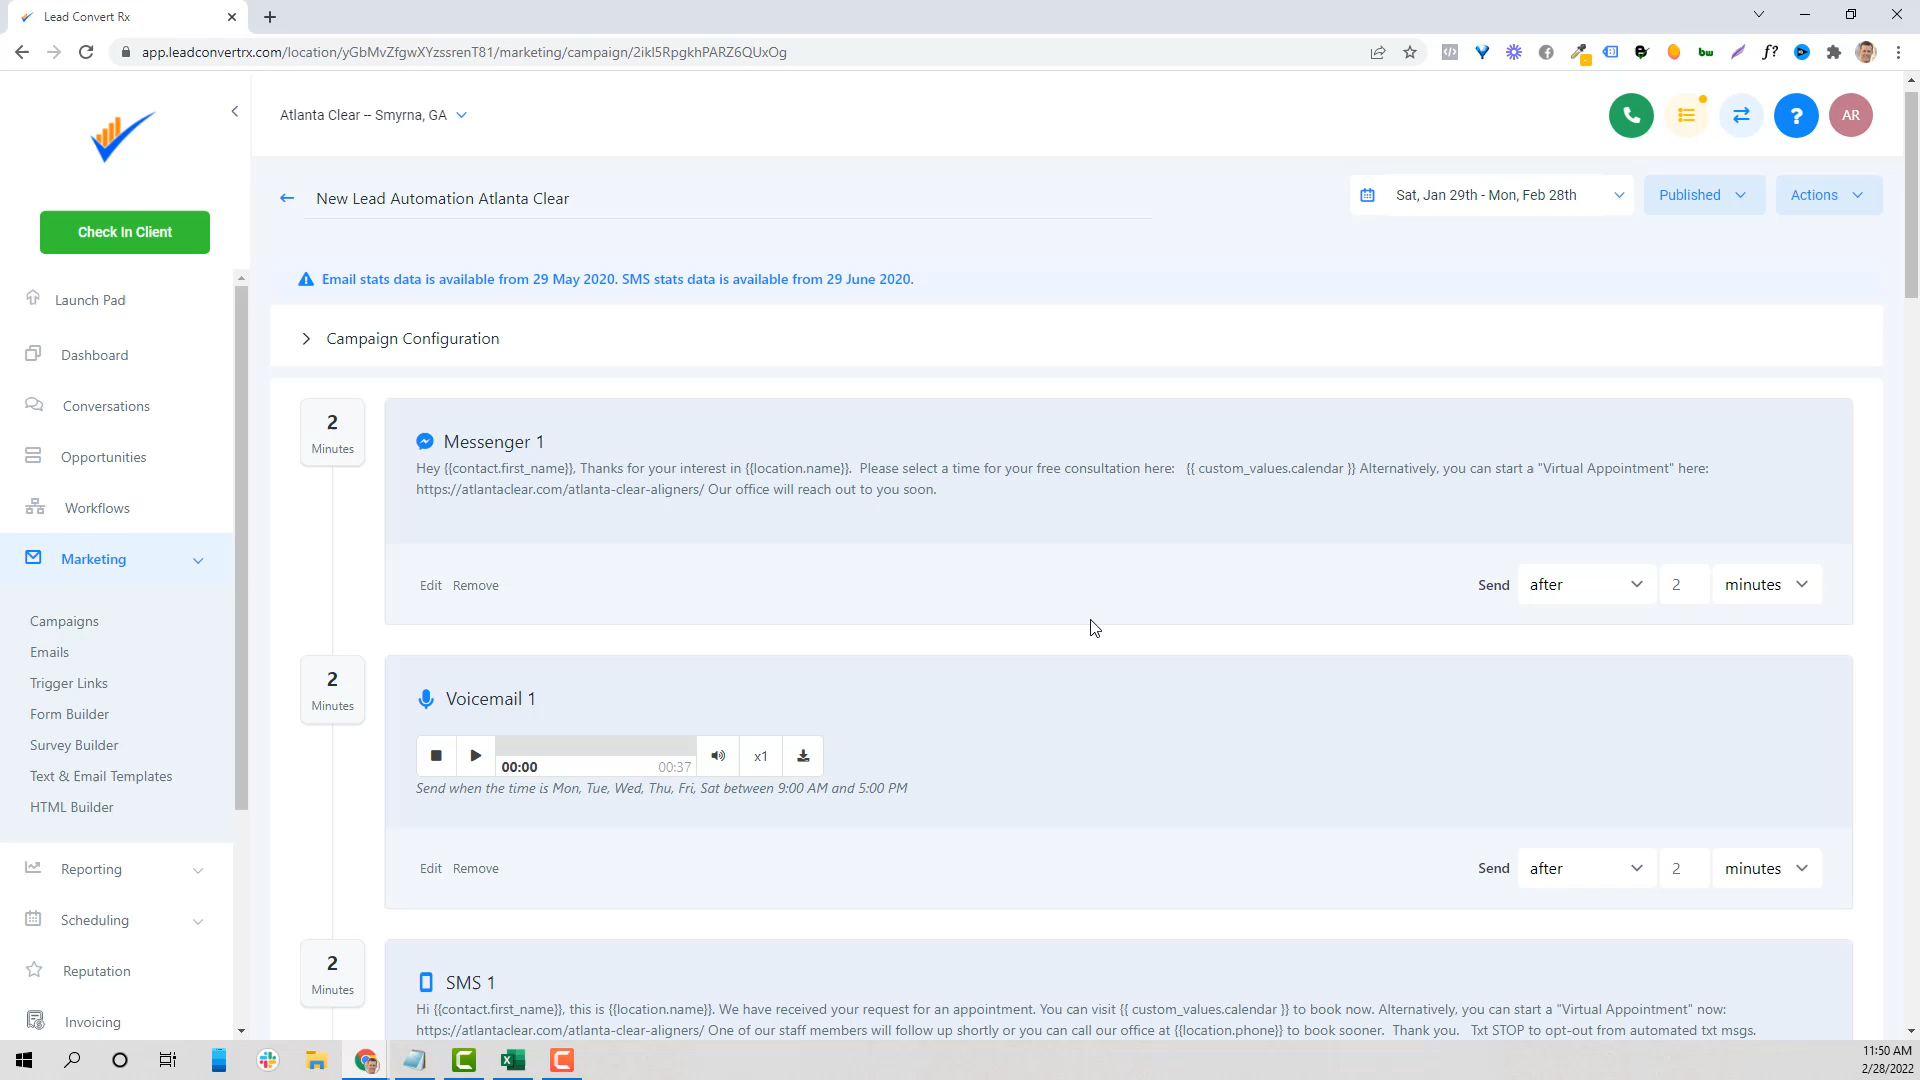 Lead Convert Rx
app.leadconvertrx.com/location/yGbMvZfgwXYzssrenT81/marketing/campaign/2ikl5RpgkhPARZ6QUxOg
bw
f?
Atlanta Clear -- Smyrna, GA
?
AR
Check In Client
New Lead Automation Atlanta Clear
Sat, Jan 29th - Mon, Feb 28th
Published
Actions
Email stats data is available from 29 May 2020. SMS stats data is available from 29 June 2020.
Campaign Configuration
Launch Pad
Dashboard
Conversations
Opportunities
Workflows
Marketing
Campaigns
Emails
Trigger Links
Form Builder
Survey Builder
Text & Email Templates
HTML Builder
Reporting
Scheduling
Reputation
Invoicing
2
Minutes
Messenger 1
Hey {{contact.first_name}}, Thanks for your interest in {{location.name}}. Please select a time for your free consultation here: {{ custom_values.calendar }} Alternatively, you can start a "Virtual Appointment" here:
https://atlantaclear.com/atlanta-clear-aligners/ Our office will reach out to you soon.
Edit Remove
Send after 2 minutes
2
Minutes
Voicemail 1
00:00 00:37 x1
Send when the time is Mon, Tue, Wed, Thu, Fri, Sat between 9:00 AM and 5:00 PM
Edit Remove
Send after 2 minutes
2
Minutes
SMS 1
Hi {{contact.first_name}}, this is {{location.name}}. We have received your request for an appointment. You can visit {{ custom_values.calendar }} to book now. Alternatively, you can start a "Virtual Appointment" now:
https://atlantaclear.com/atlanta-clear-aligners/ One of our staff members will follow up shortly or you can call our office at {{location.phone}} to book sooner. Thank you. Txt STOP to opt-out from automated txt msgs.
11:50 AM
2/28/2022